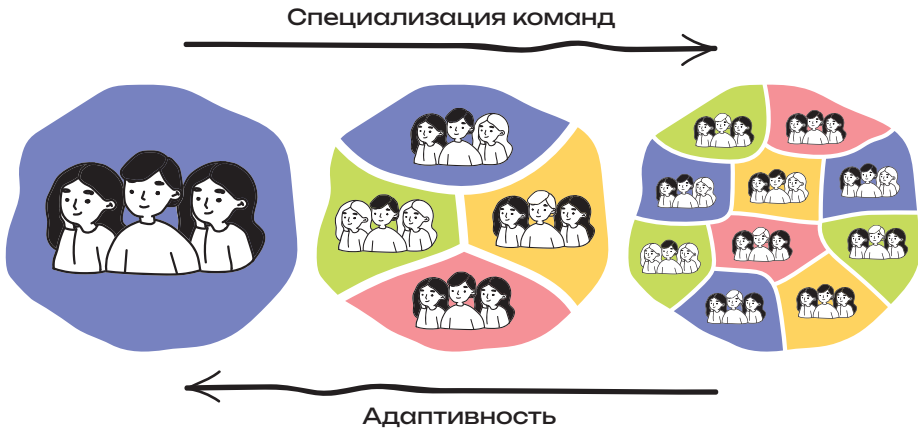 Специализация команд
Адаптивность